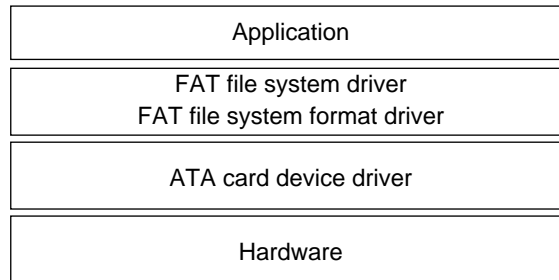 Application
FAT file system driver
FAT file system format driver
ATA card device driver
Hardware